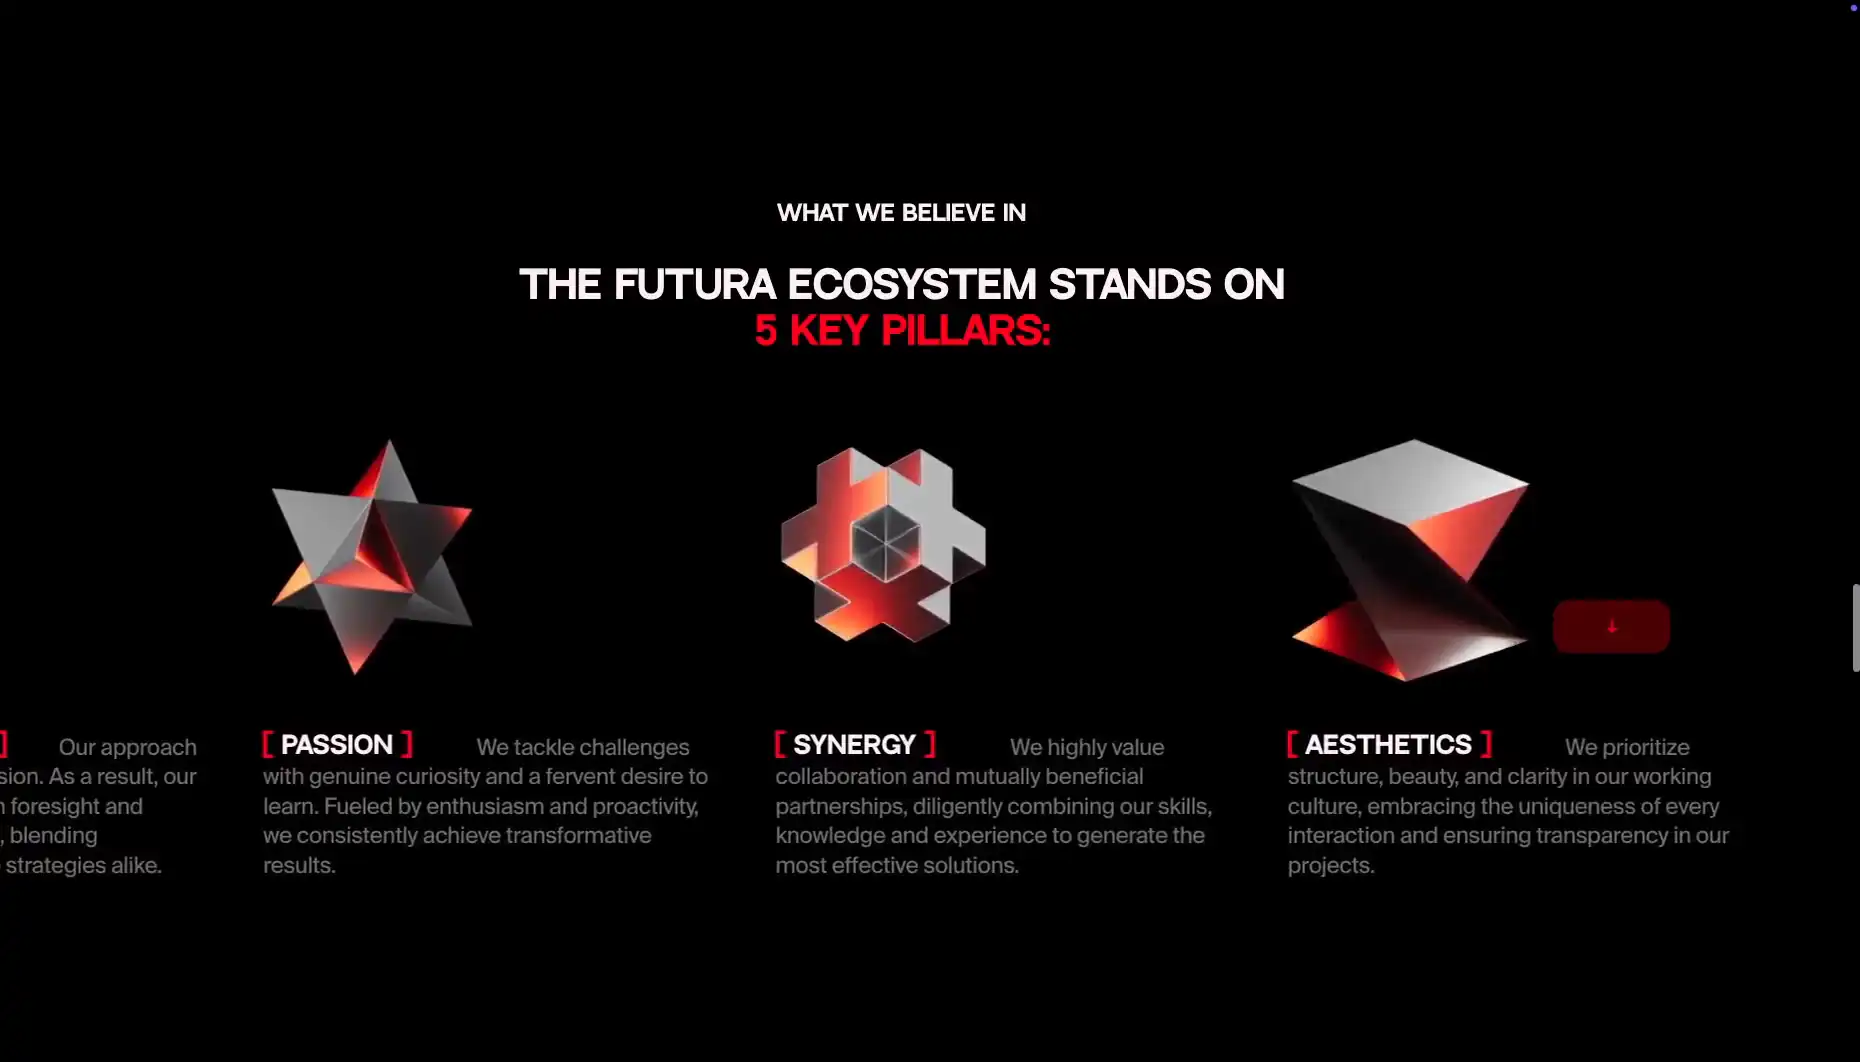 WHAT WE BELIEVE IN
THE FUTURA ECOSYSTEM STANDS ON
5 KEY PILLARS:
] Our approach
sion. As a result, our
foresight and
, blending
strategies alike.
[ PASSION ] We tackle challenges
with genuine curiosity and a fervent desire to
learn. Fueled by enthusiasm and proactivity,
we consistently achieve transformative
results.
[ SYNERGY ] We highly value
collaboration and mutually beneficial
partnerships, diligently combining our skills,
knowledge and experience to generate the
most effective solutions.
[ AESTHETICS ] We prioritize
structure, beauty, and clarity in our working
culture, embracing the uniqueness of every
interaction and ensuring transparency in our
projects.